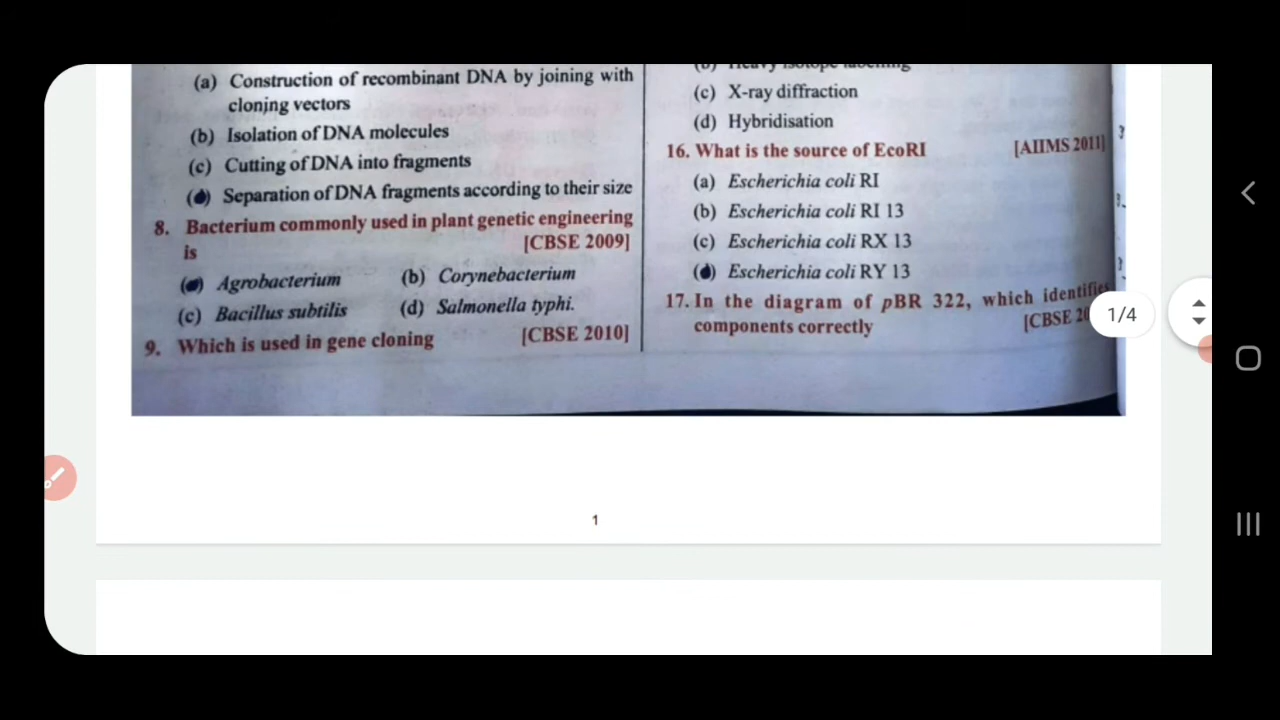 (a) Construction of recombinant DNA by joining with
cloning vectors
(b) Isolation of DNA molecules
(c) Cutting of DNA into fragments
(d) Separation of DNA fragments according to their size
8. Bacterium commonly used in plant genetic engineering
is [CBSE 2009]
(a) Agrobacterium (b) Corynebacterium
(c) Bacillus subtilis (d) Salmonella typhi.
9. Which is used in gene cloning [CBSE 2010]
(b) Heavy isotope labelling
(c) X-ray diffraction
(d) Hybridisation
16. What is the source of EcoRI [AIIMS 2011]
(a) Escherichia coli RI
(b) Escherichia coli RI 13
(c) Escherichia coli RX 13
(d) Escherichia coli RY 13
17. In the diagram of pBR 322, which identifies
components correctly [CBSE
1/4
1